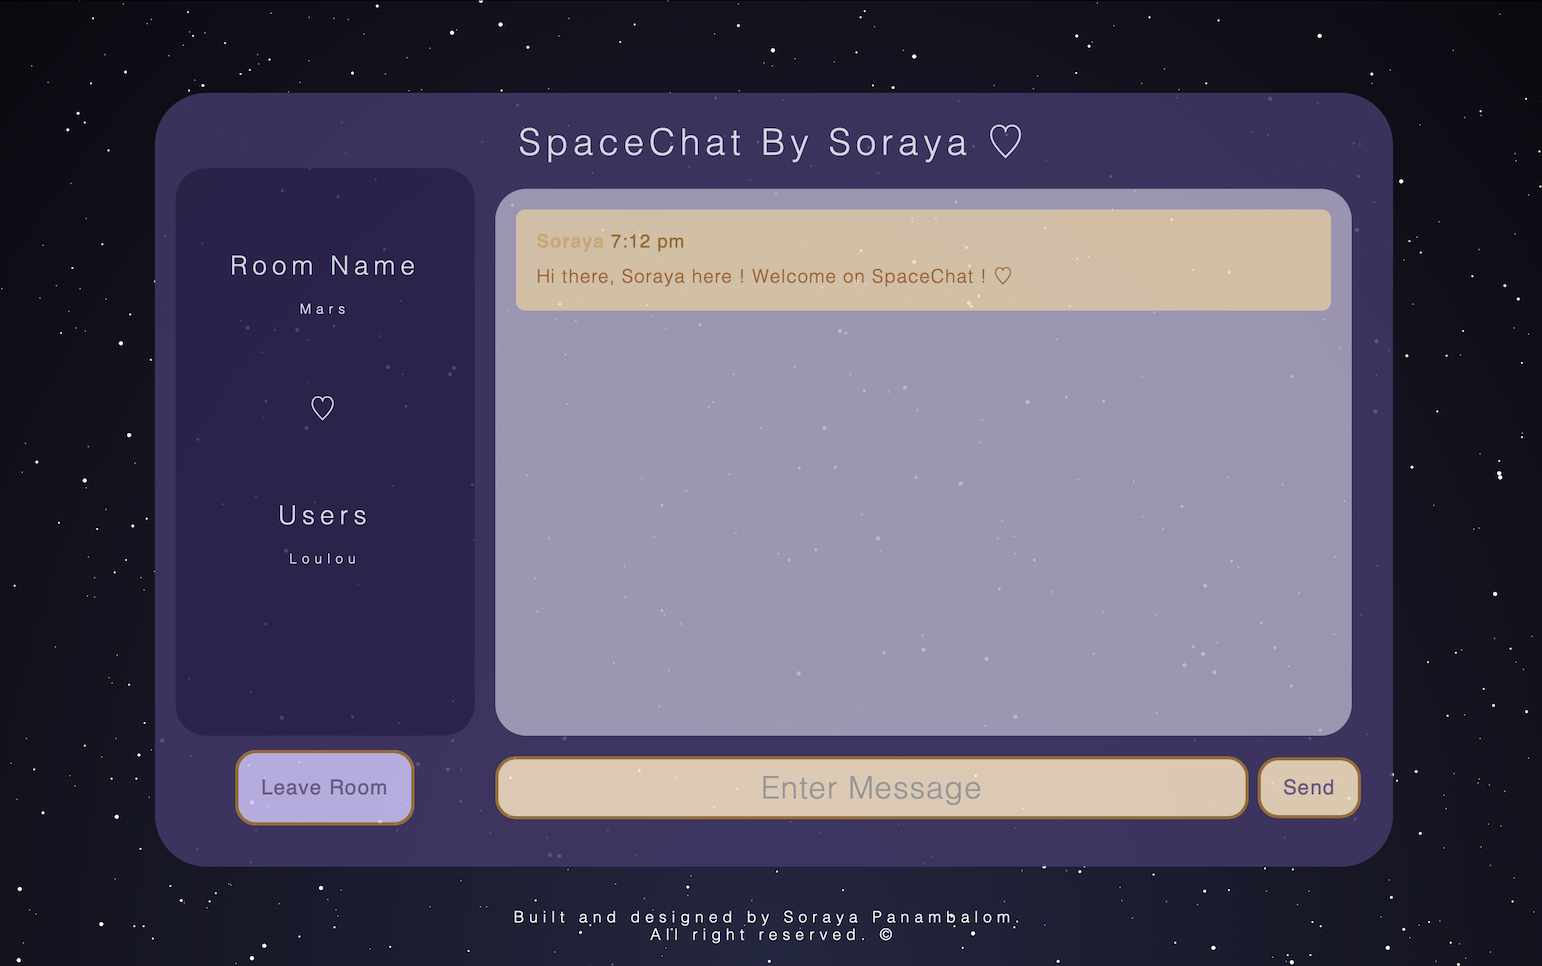 SpaceChat By Soraya ♡
Room Name
Mars
♡
Users
Loulou
Leave Room
Soraya 7:12 pm
Hi there, Soraya here ! Welcome on SpaceChat ! ♡
Enter Message
Send
Built and designed by Soraya Panambalom.
All right reserved. ©